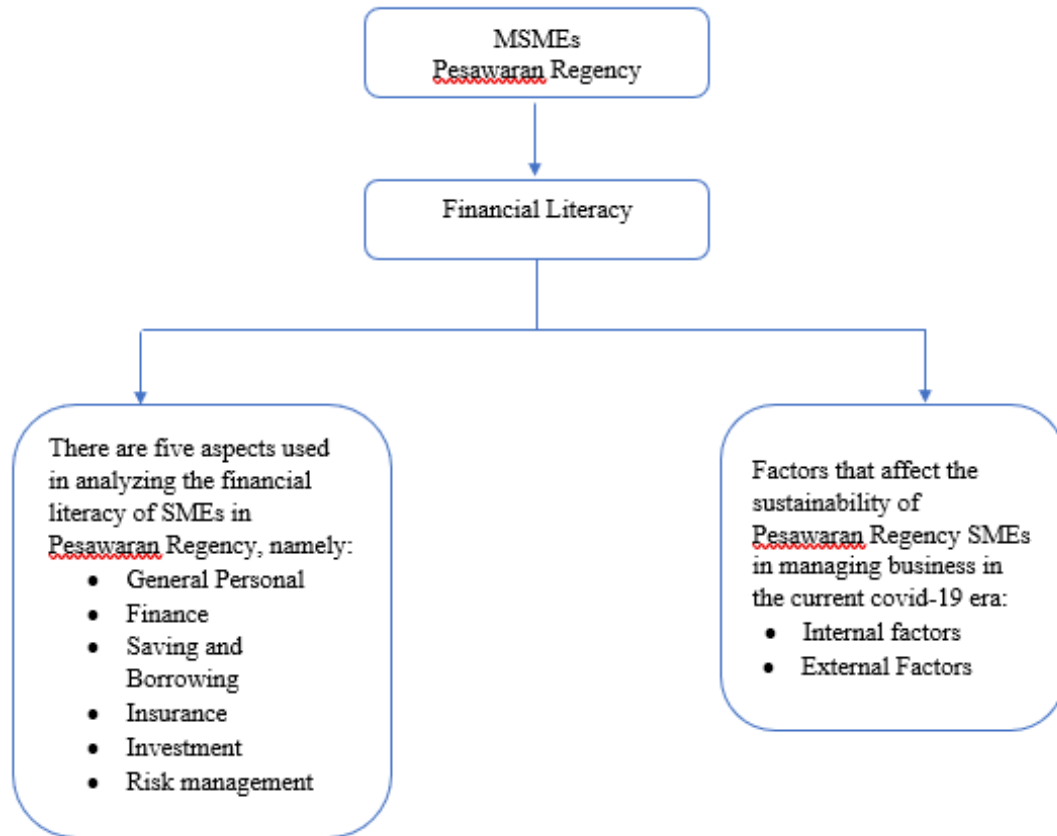 MSMEs
Pesawaran Regency
Financial Literacy
There are five aspects used
in analyzing the financial
literacy of SMEs in
Pesawaran Regency, namely:
● General Personal
● Finance
● Saving and
Borrowing
● Insurance
● Investment
● Risk management
Factors that affect the
sustainability of
Pesawaran Regency SMEs
in managing business in
the current covid-19 era:
● Internal factors
● External Factors